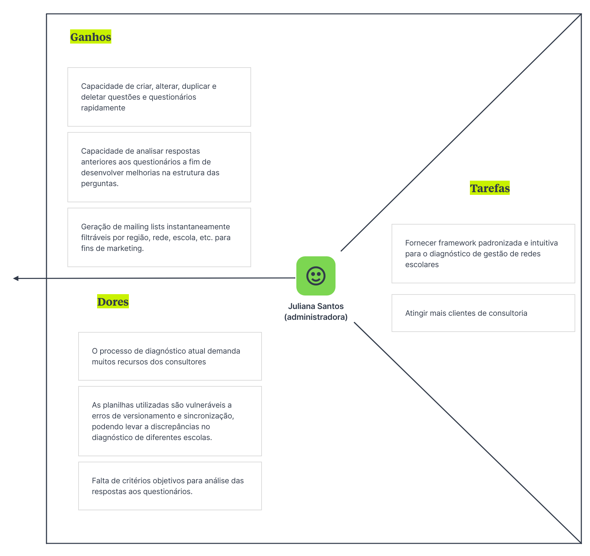 Ganhos
Capacidade de criar, alterar, duplicar e
deletar questões e questionários
rapidamente
Capacidade de analisar respostas
anteriores aos questionários a fim de
desenvolver melhorias na estrutura das
perguntas.
Geração de mailing lists instantaneamente
filtráveis por região, rede, escola, etc. para
fins de marketing.
Tarefas
Fornecer framework padronizada e intuitiva
para o diagnóstico de gestão de redes
escolares
Atingir mais clientes de consultoria
Juliana Santos
(administradora)
Dores
O processo de diagnóstico atual demanda
muitos recursos dos consultores
As planilhas utilizadas são vulneráveis a
erros de versionamento e sincronização,
podendo levar a discrepâncias no
diagnóstico de diferentes escolas.
Falta de critérios objetivos para análise das
respostas aos questionários.